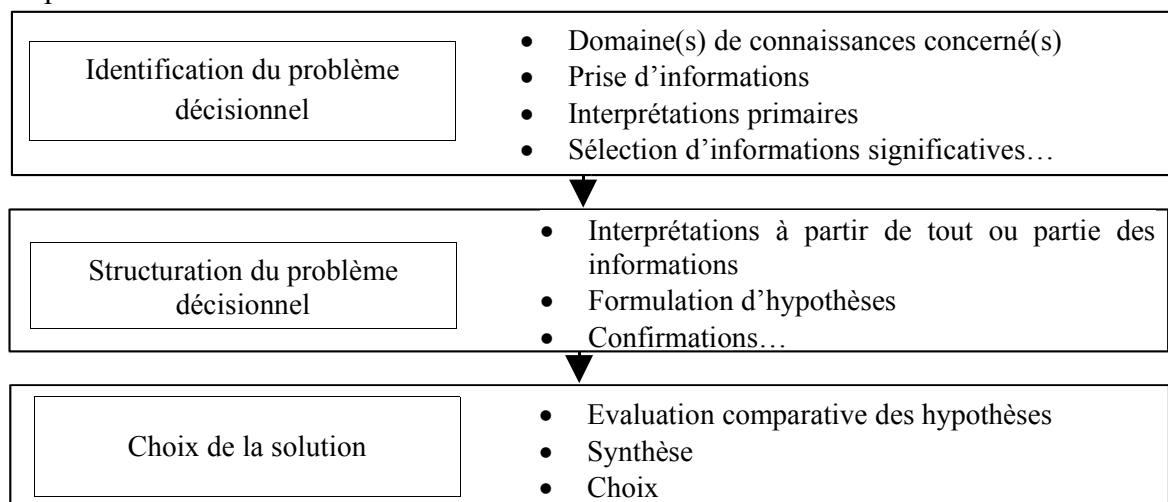 Identification du problème
décisionnel
• Domaine(s) de connaissances concerné(s)
• Prise d'informations
• Interprétations primaires
• Sélection d'informations significatives…
Structuration du problème
décisionnel
• Interprétations à partir de tout ou partie des
informations
• Formulation d'hypothèses
• Confirmations…
Choix de la solution
• Evaluation comparative des hypothèses
• Synthèse
• Choix